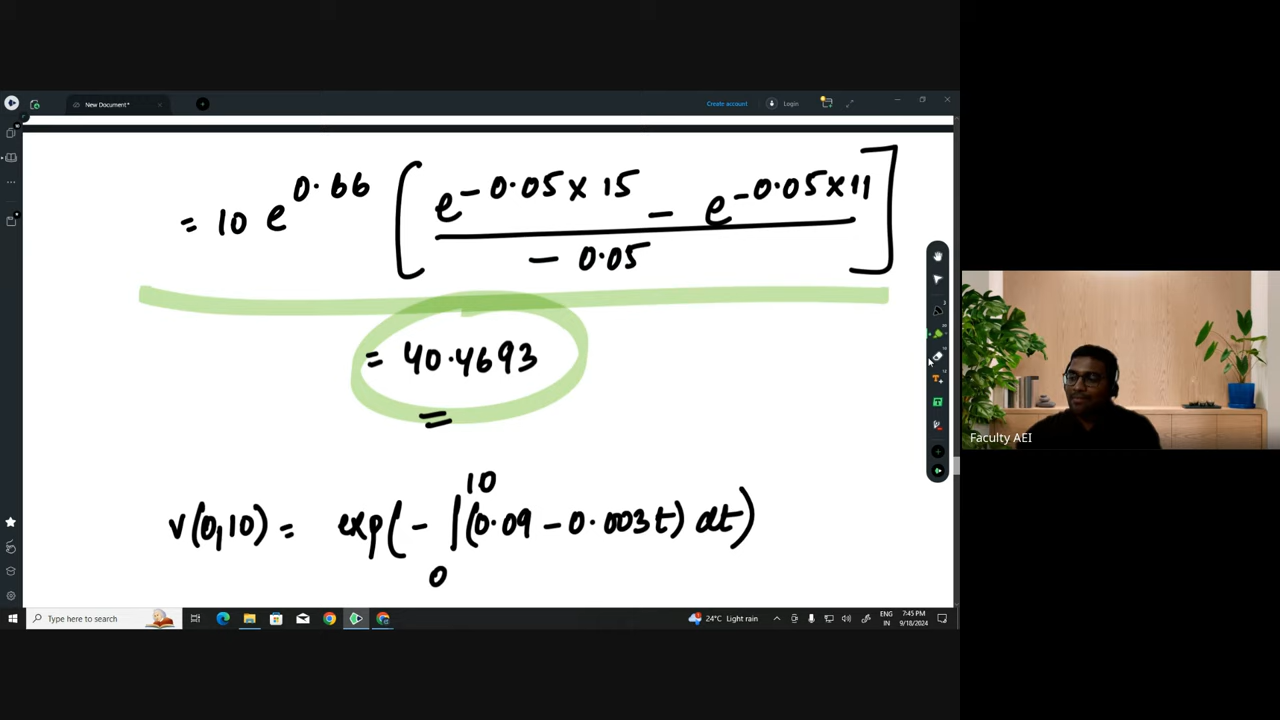 New Document*
Create account
Login
= 10 e^0.66 [ (e^-0.05×15 - e^-0.05×11) / -0.05 ]
= 40.4693
v(0,10) = exp(- ∫_0^10 (0.09 - 0.003t) dt)
Faculty AEI
Type here to search
24°C Light rain
ENG
IN
7:45 PM
9/18/2024